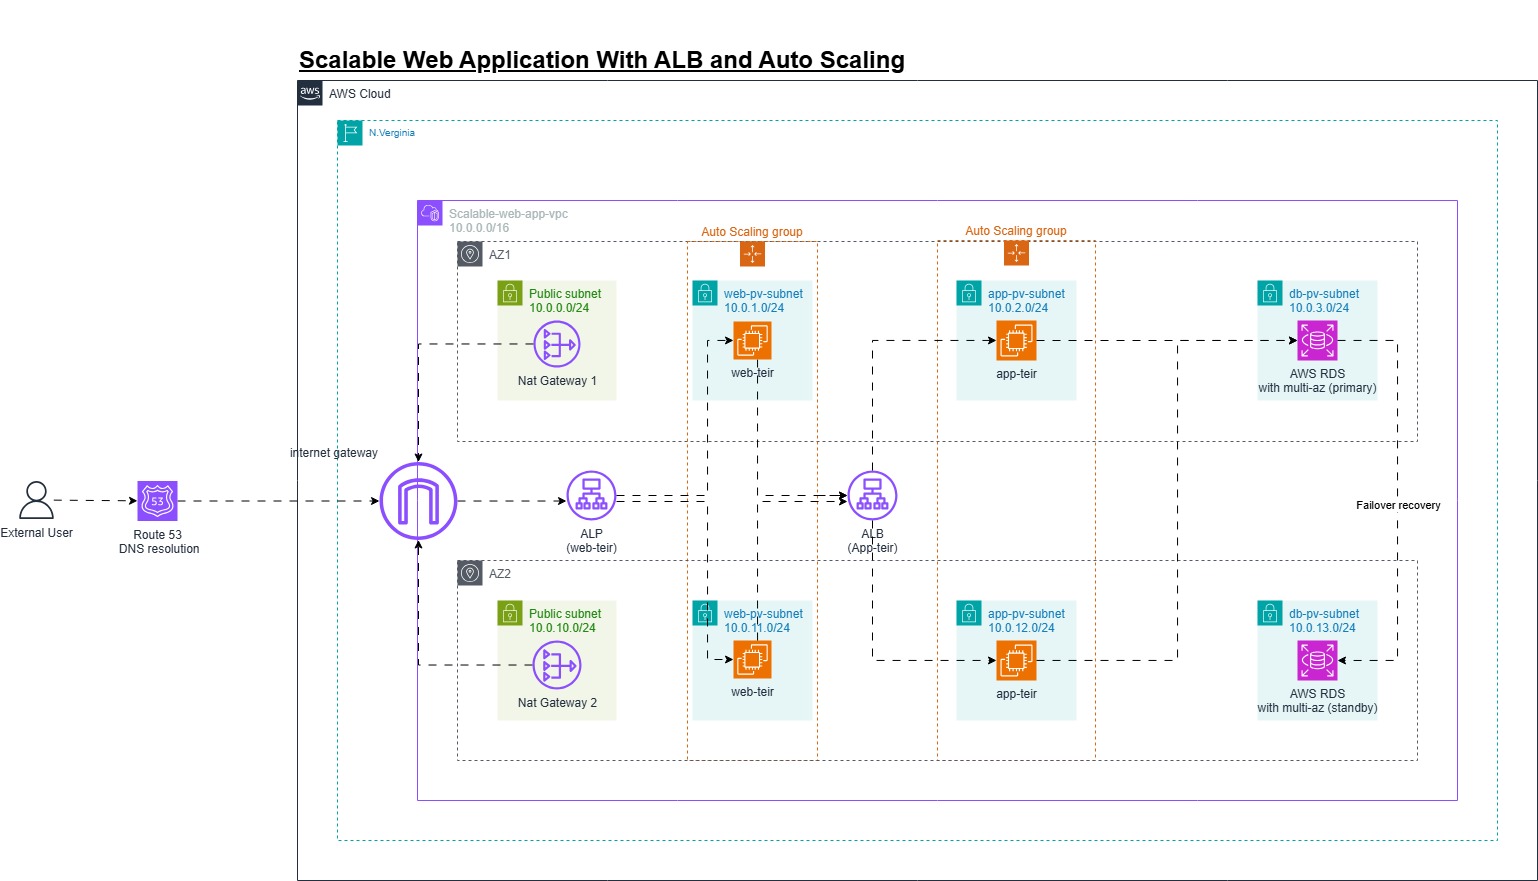 Scalable Web Application With ALB and Auto Scaling
aws
AWS Cloud
N.Verginia
Scalable-web-app-vpc
10.0.0.0/16
Auto Scaling group
Auto Scaling group
AZ1
Public subnet
10.0.0.0/24
Nat Gateway 1
web-pv-subnet
10.0.1.0/24
web-teir
app-pv-subnet
10.0.2.0/24
app-teir
db-pv-subnet
10.0.3.0/24
AWS RDS
with multi-az (primary)
internet gateway
External User
53
Route 53
DNS resolution
ALP
(web-teir)
ALB
(App-teir)
Failover recovery
AZ2
Public subnet
10.0.10.0/24
Nat Gateway 2
web-pv-subnet
10.0.11.0/24
web-teir
app-pv-subnet
10.0.12.0/24
app-teir
db-pv-subnet
10.0.13.0/24
AWS RDS
with multi-az (standby)